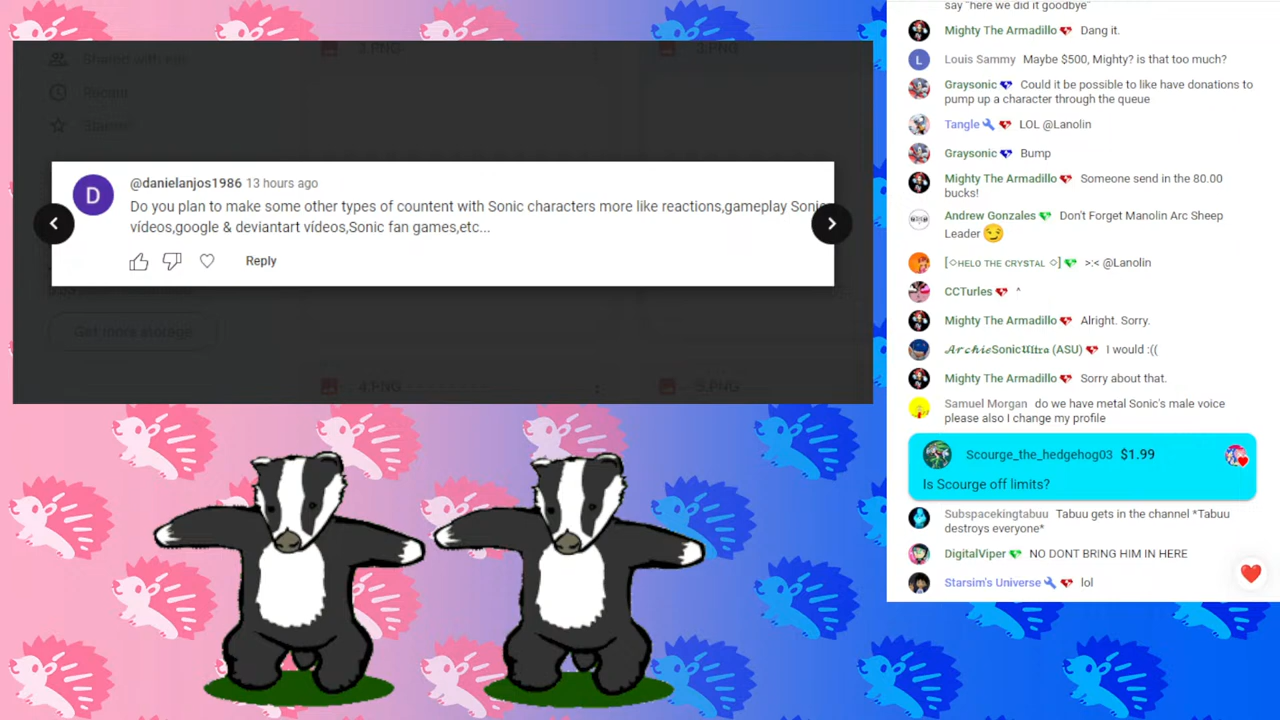 3.PNG
3.PNG
Shared with me
Recent
Starred
D
@danielanjos1986 13 hours ago
Do you plan to make some other types of countent with Sonic characters more like reactions,gameplay Sonic
vídeos,google & deviantart vídeos,Sonic fan games,etc...
Reply
Get more storage
4.PNG
say "here we did it goodbye"
Mighty The Armadillo Dang it.
L
Louis Sammy Maybe $500, Mighty? is that too much?
Graysonic Could it be possible to like have donations to
pump up a character through the queue
Tangle LOL @Lanolin
Graysonic Bump
Mighty The Armadillo Someone send in the 80.00
bucks!
Andrew Gonzales Don't Forget Manolin Arc Sheep
Leader 😏
[◇HELO THE CRYSTAL ◇] >:< @Lanolin
CCTurles ^
Mighty The Armadillo Alright. Sorry.
𝓐𝓻𝓬𝓱𝓲𝓮Sonic𝖀𝖑𝖙𝖗𝖆 (ASU) I would :((
Mighty The Armadillo Sorry about that.
Samuel Morgan do we have metal Sonic's male voice
please also I change my profile
Scourge_the_hedgehog03 $1.99
Is Scourge off limits?
Subspacekingtabuu Tabuu gets in the channel *Tabuu
destroys everyone*
DigitalViper NO DONT BRING HIM IN HERE
Starsim's Universe lol